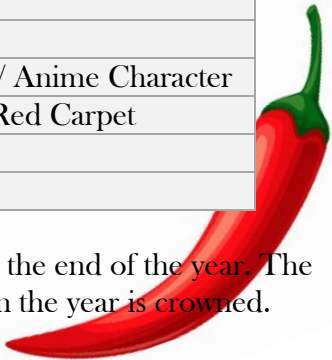 / Anime Character
Red Carpet
the end of the year. The
the year is crowned.